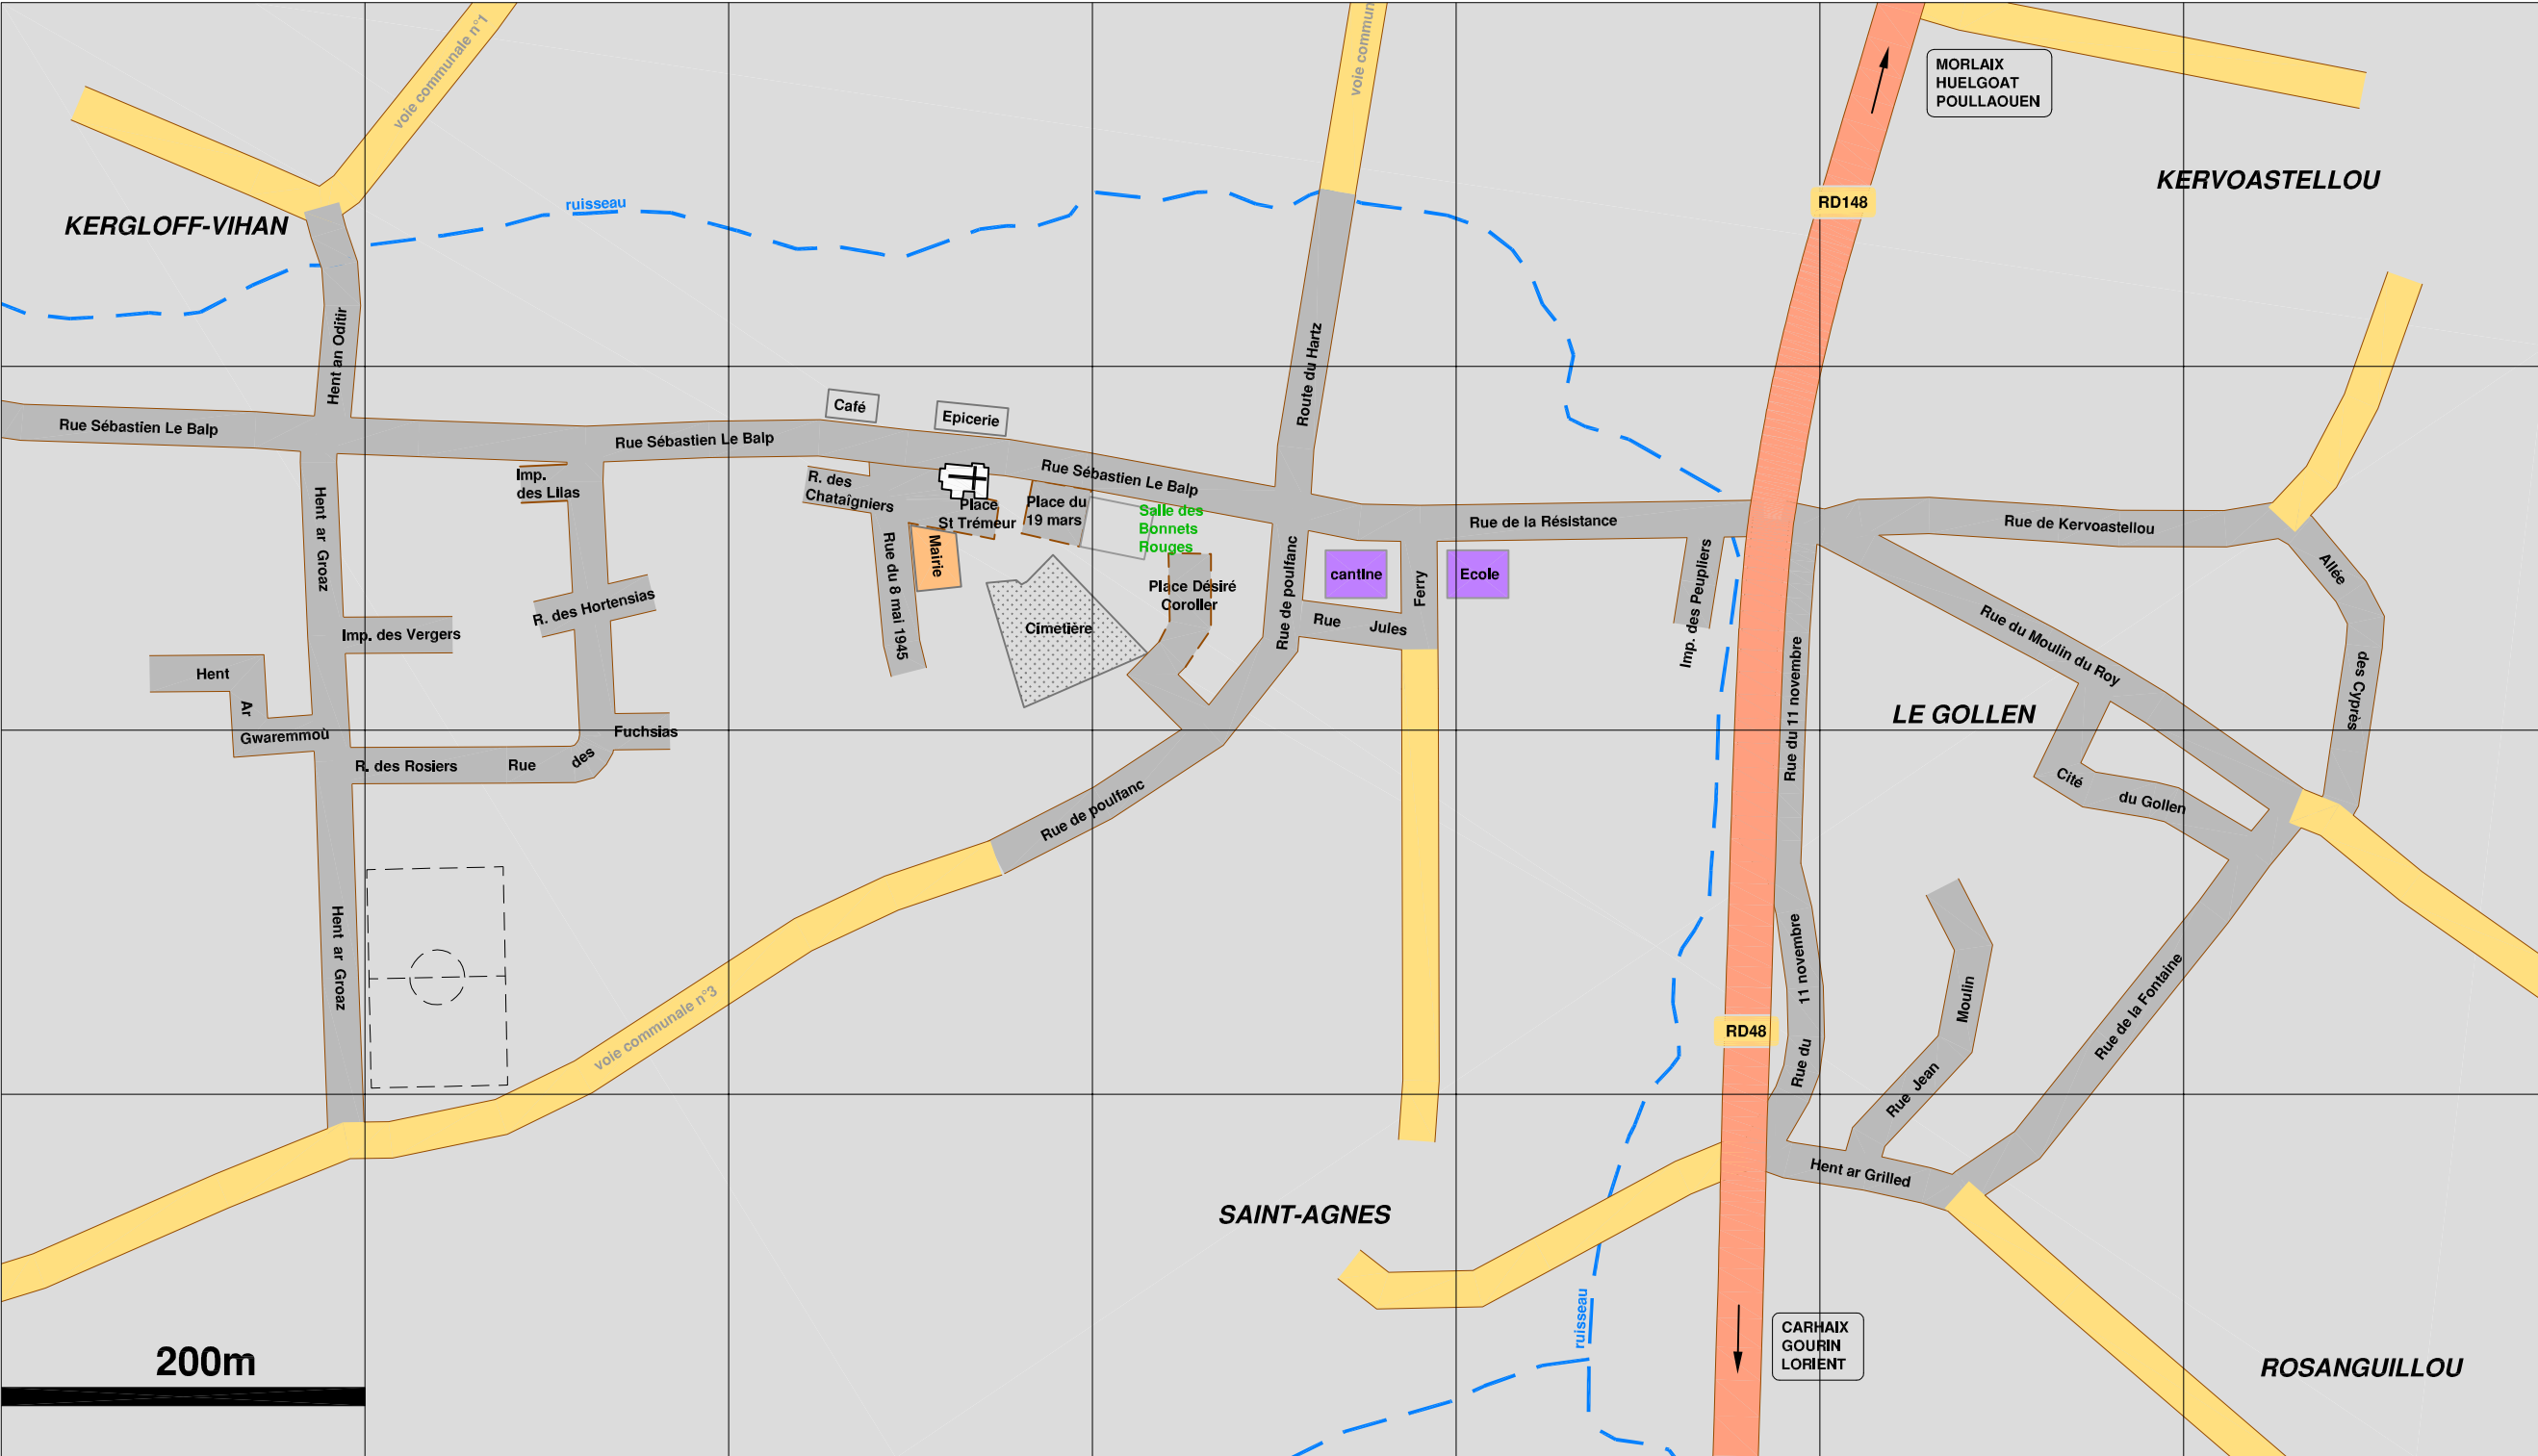 voie communale n°1
voie commun
MORLAIX
HUELGOAT
POULLAOUEN
KERVOASTELLOU
RD148
ruisseau
KERGLOFF-VIHAN
Hent an Oditir
Route du Hartz
Café
Epicerie
Rue Sébastien Le Balp
Rue Sébastien Le Balp
Rue Sébastien Le Balp
Imp.
des Lilas
R. des
Chataîgniers
Place
St Trémeur
Place du
19 mars
Salle des
Bonnets
Rouges
Rue de la Résistance
Rue de Kervoastellou
Hent ar Groaz
Mairie
Rue du 8 mai 1945
Rue de poulfanc
cantine
Ferry
Ecole
Imp. des Peupliers
Allée
des Cyprès
Place Désiré
Coroller
R. des Hortensias
Cimetière
Rue Jules
Imp. des Vergers
Rue du Moulin du Roy
Hent
Ar
Gwaremmoù
Rue du 11 novembre
LE GOLLEN
Fuchsias
R. des Rosiers
Rue des
Cité
du Gollen
Rue de poulfanc
Hent ar Groaz
voie communale n°3
RD48
Rue du 11 novembre
Rue Jean Moulin
Rue de la Fontaine
Hent ar Grilled
SAINT-AGNES
ruisseau
CARHAIX
GOURIN
LORIENT
200m
ROSANGUILLOU